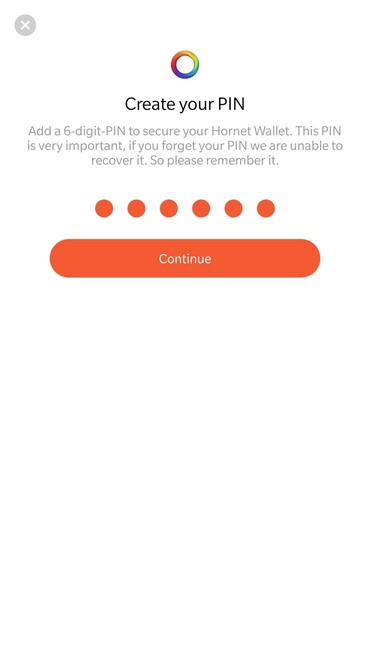 Create your PIN
Add a 6-digit-PIN to secure your Hornet Wallet. This PIN
is very important, if you forget your PIN we are unable to
recover it. So please remember it.
Continue